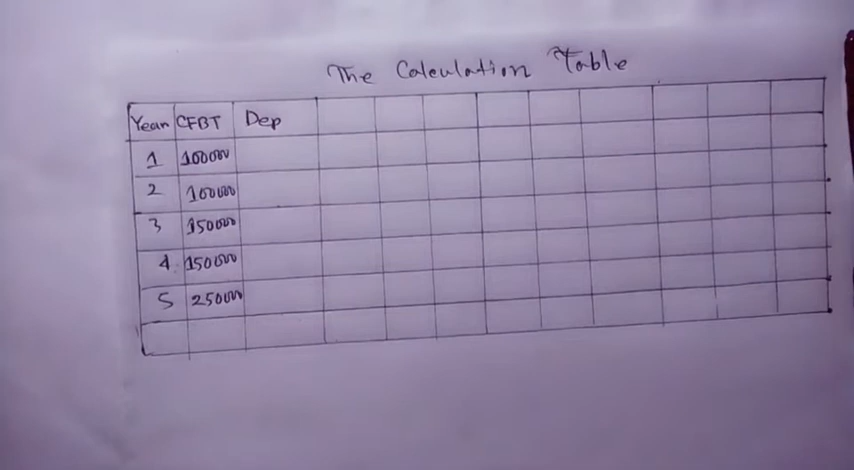 The Calculation Table
Year CFBT Dep
1 100000
2 100000
3 150000
4 150000
5 250000